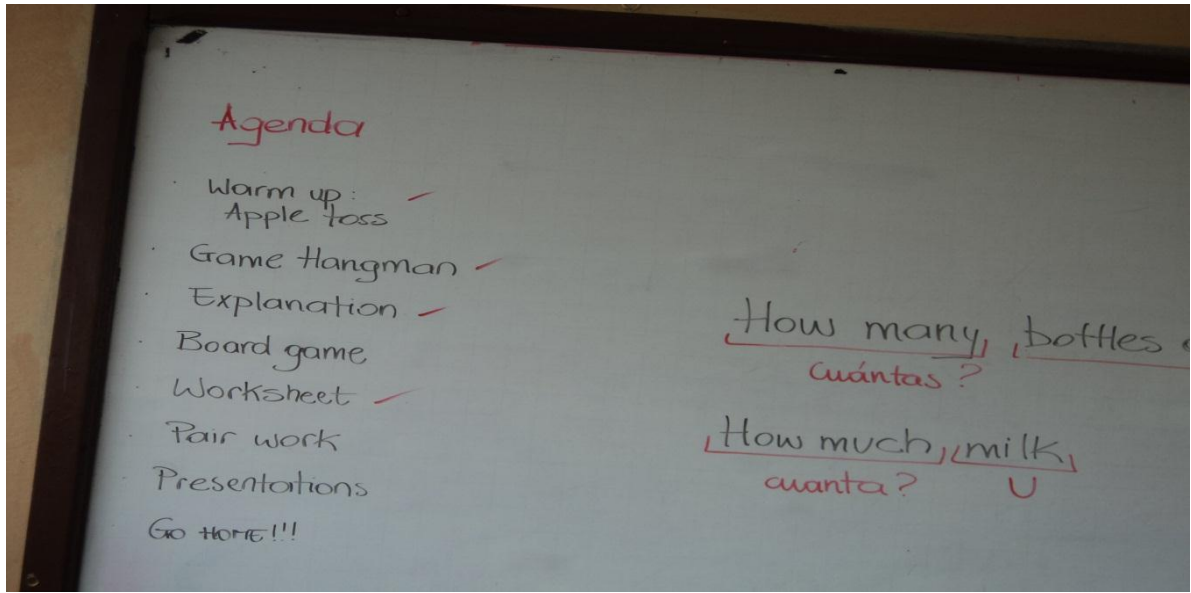 Agenda
Warm up:
Apple toss
Game Hangman
Explanation
Board game
Worksheet
Pair work
Presentations
GO HOME!!!
How many, bottles
cuántas?
How much, milk
cuanta? U